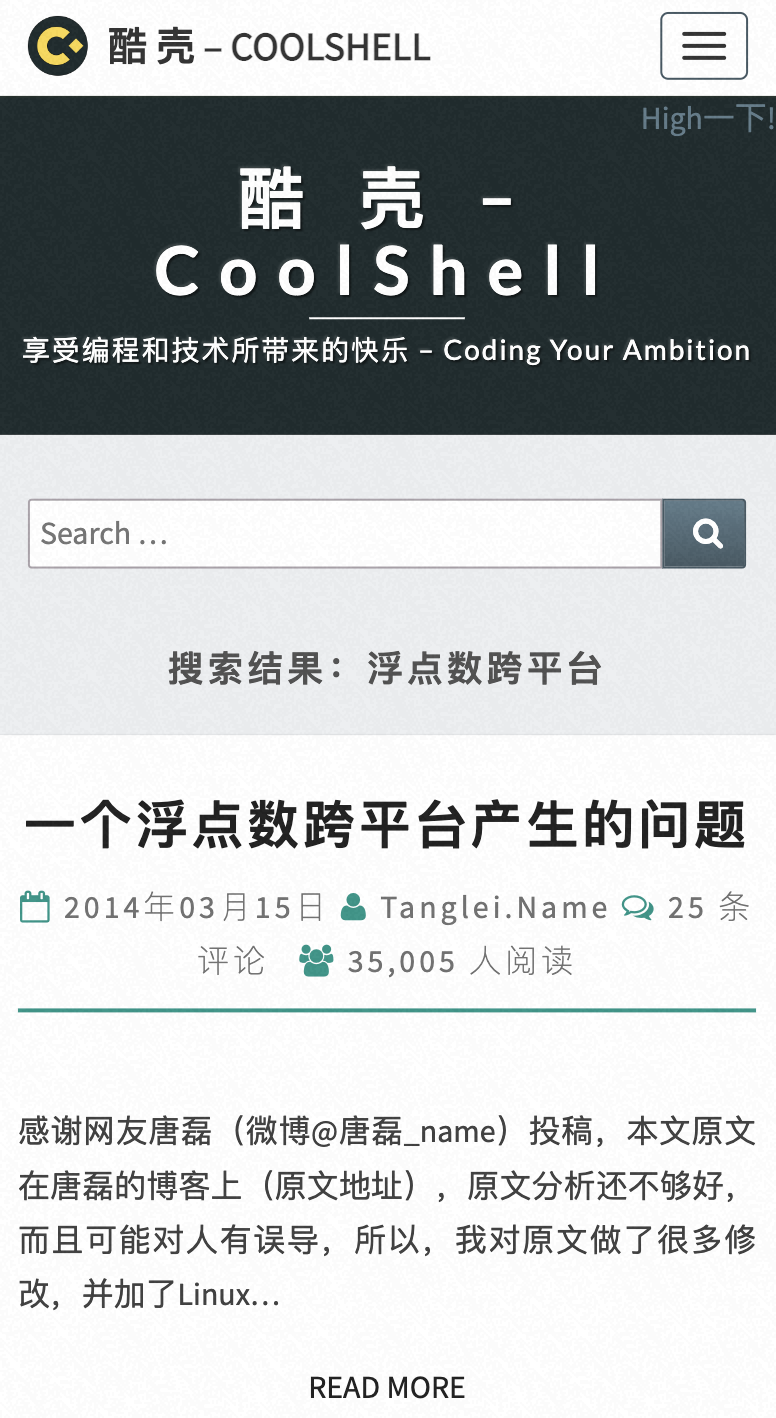 酷 壳 – COOLSHELL
High一下!
酷 壳 –
CoolShell
享受编程和技术所带来的快乐 – Coding Your Ambition
Search …
搜索结果：浮点数跨平台
一个浮点数跨平台产生的问题
2014年03月15日 Tanglei.Name 25 条
评论 35,005 人阅读
感谢网友唐磊（微博@唐磊_name）投稿，本文原文
在唐磊的博客上（原文地址），原文分析还不够好，
而且可能对人有误导，所以，我对原文做了很多修
改，并加了Linux…
READ MORE